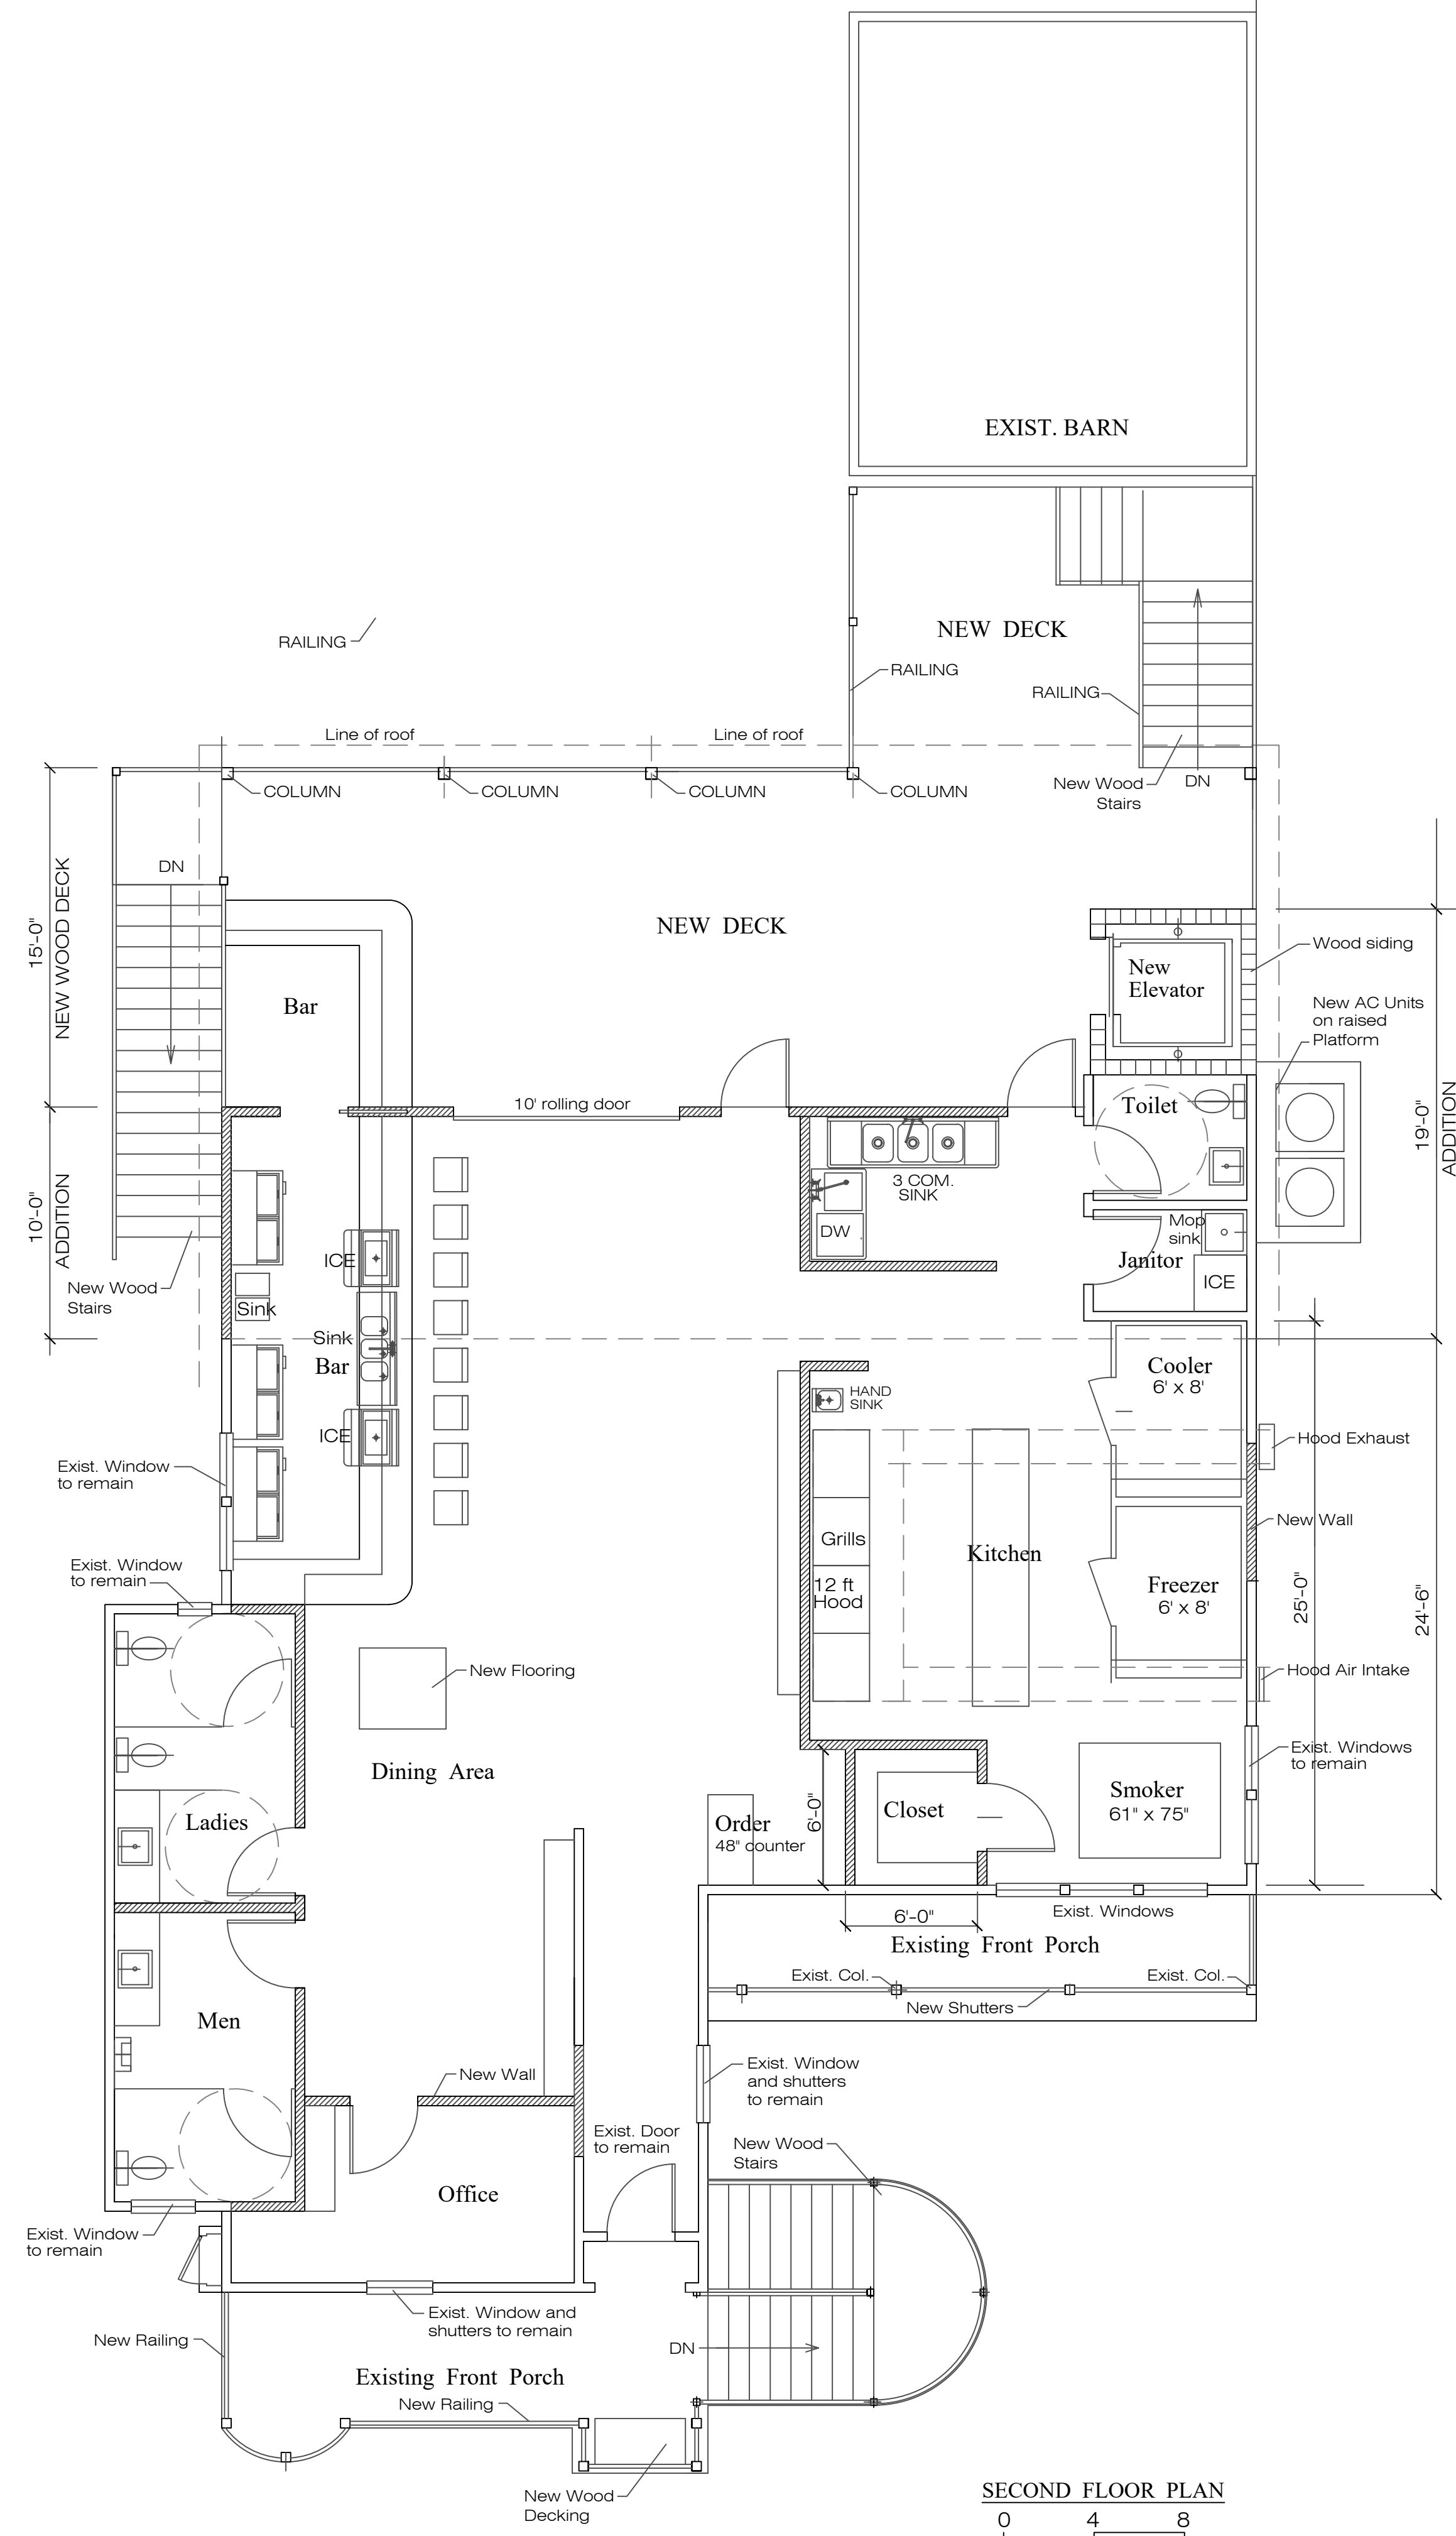 EXIST. BARN
NEW DECK
RAILING
RAILING
RAILING
Line of roof
Line of roof
COLUMN
COLUMN
COLUMN
COLUMN
New Wood
Stairs
DN
DN
15'-0"
NEW WOOD DECK
NEW DECK
Bar
New
Elevator
Wood siding
New AC Units
on raised
Platform
10' rolling door
Toilet
19'-0"
ADDITION
10'-0"
ADDITION
3 COM.
SINK
DW
Mop
sink
Janitor
ICE
ICE
New Wood
Stairs
Sink
Sink
Bar
Cooler
6' x 8'
HAND
SINK
ICE
Hood Exhaust
Exist. Window
to remain
New Wall
Grills
Kitchen
12 ft
Hood
Freezer
6' x 8'
25'-0"
24'-6"
Exist. Window
to remain
New Flooring
Hood Air Intake
Dining Area
Exist. Windows
to remain
Smoker
61" x 75"
Closet
6'-0"
Order
48" counter
Ladies
6'-0"
Exist. Windows
Existing Front Porch
Exist. Col.
Exist. Col.
New Shutters
Men
New Wall
Exist. Window
and shutters
to remain
Exist. Door
to remain
New Wood
Stairs
Office
Exist. Window
to remain
Exist. Window and
shutters to remain
New Railing
DN
Existing Front Porch
New Railing
New Wood
Decking
SECOND FLOOR PLAN
0 4 8